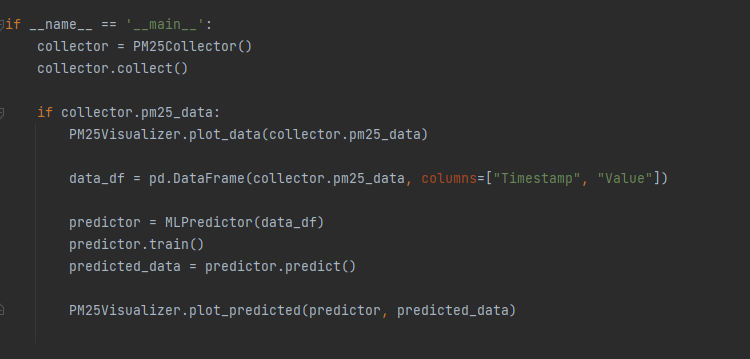 if __name__ == '__main__':
    collector = PM25Collector()
    collector.collect()
    if collector.pm25_data:
        PM25Visualizer.plot_data(collector.pm25_data)
        data_df = pd.DataFrame(collector.pm25_data, columns=["Timestamp", "Value"])
        predictor = MLPredictor(data_df)
        predictor.train()
        predicted_data = predictor.predict()
        PM25Visualizer.plot_predicted(predictor, predicted_data)